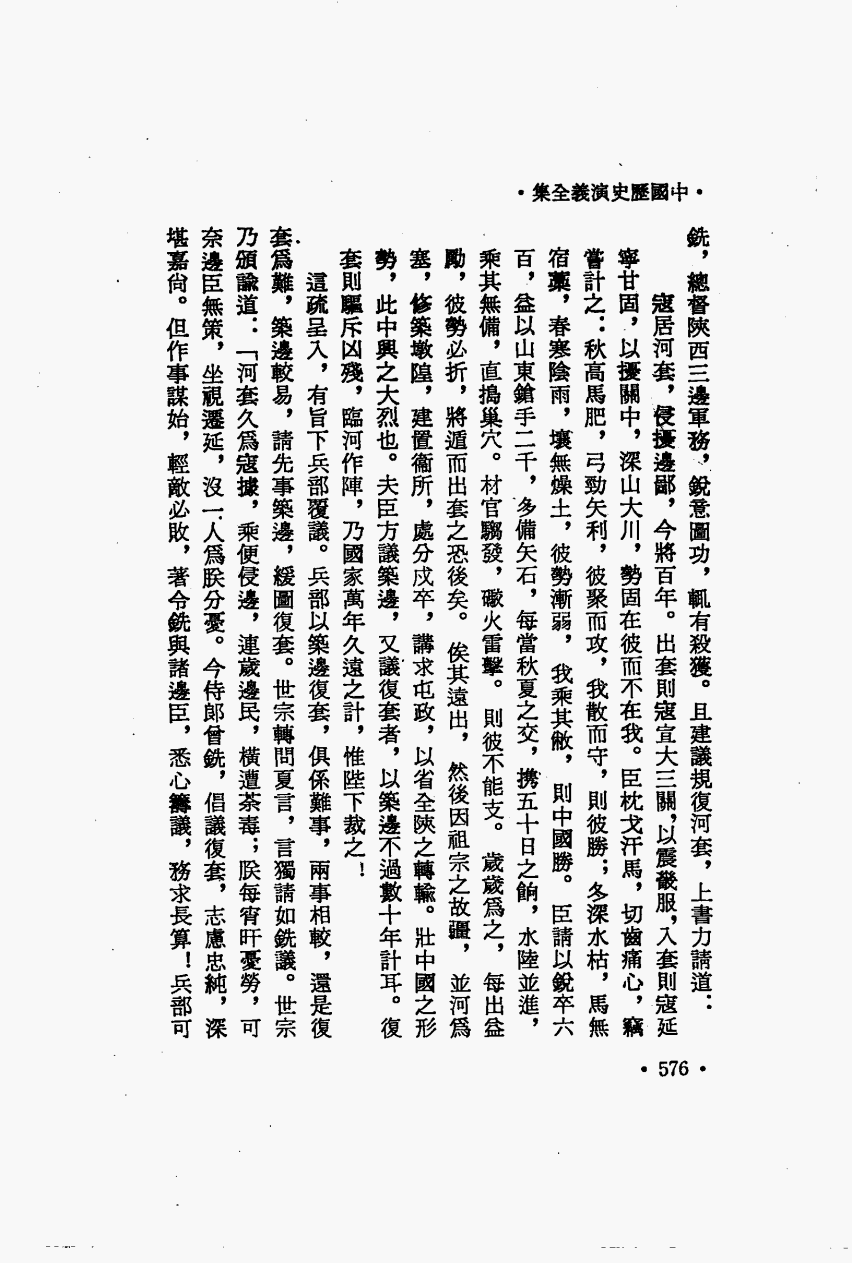 •中國歷史演義全集•
銑，總督陝西三邊軍務，銳意圖功，輒有殺獲。且建議規復河套，上書力請道：
寇居河套，侵擾邊鄙，今將百年。出套則寇宣大三關，以震畿服，入套則寇延
寧甘固，以擾關中，深山大川，勢固在彼而不在我。臣枕戈汗馬，切齒痛心，竊
嘗計之：秋高馬肥，弓勁矢利，彼聚而攻，我散而守，則彼勝；冬深水枯，馬無
宿藁，春寒陰雨，壤無燥土，彼勢漸弱，我乘其敝，則中國勝。臣請以銳卒六
百，益以山東鎗手二千，多備矢石，每當秋夏之交，携五十日之餉，水陸並進，
乘其無備，直搗巢穴。材官騶發，礮火雷擊。則彼不能支。歲歲為之，每出益
勵，彼勢必折，將遁而出套之恐後矣。俟其遠出，然後因祖宗之故疆，並河為
塞，修築墩隍，建置衞所，處分戍卒，講求屯政，以省全陝之轉輸。壯中國之形
勢，此中興之大烈也。夫臣方議築邊，又議復套者，以築邊不過數十年計耳。復
套則驅斥凶殘，臨河作陣，乃國家萬年久遠之計，惟陛下裁之！
這疏呈入，有旨下兵部覆議。兵部以築邊復套，俱係難事，兩事相較，還是復
套為難，築邊較易，請先事築邊，緩圖復套。世宗轉問夏言，言獨請如銑議。世宗
乃頒諭道：「河套久為寇據，乘便侵邊，連歲邊民，橫遭荼毒；朕每宵旰憂勞，可
奈邊臣無策，坐視遷延，沒一人為朕分憂。今侍郎曾銑，倡議復套，志慮忠純，深
堪嘉尙。但作事謀始，輕敵必敗，著令銑與諸邊臣，悉心籌議，務求長算！兵部可
•576•